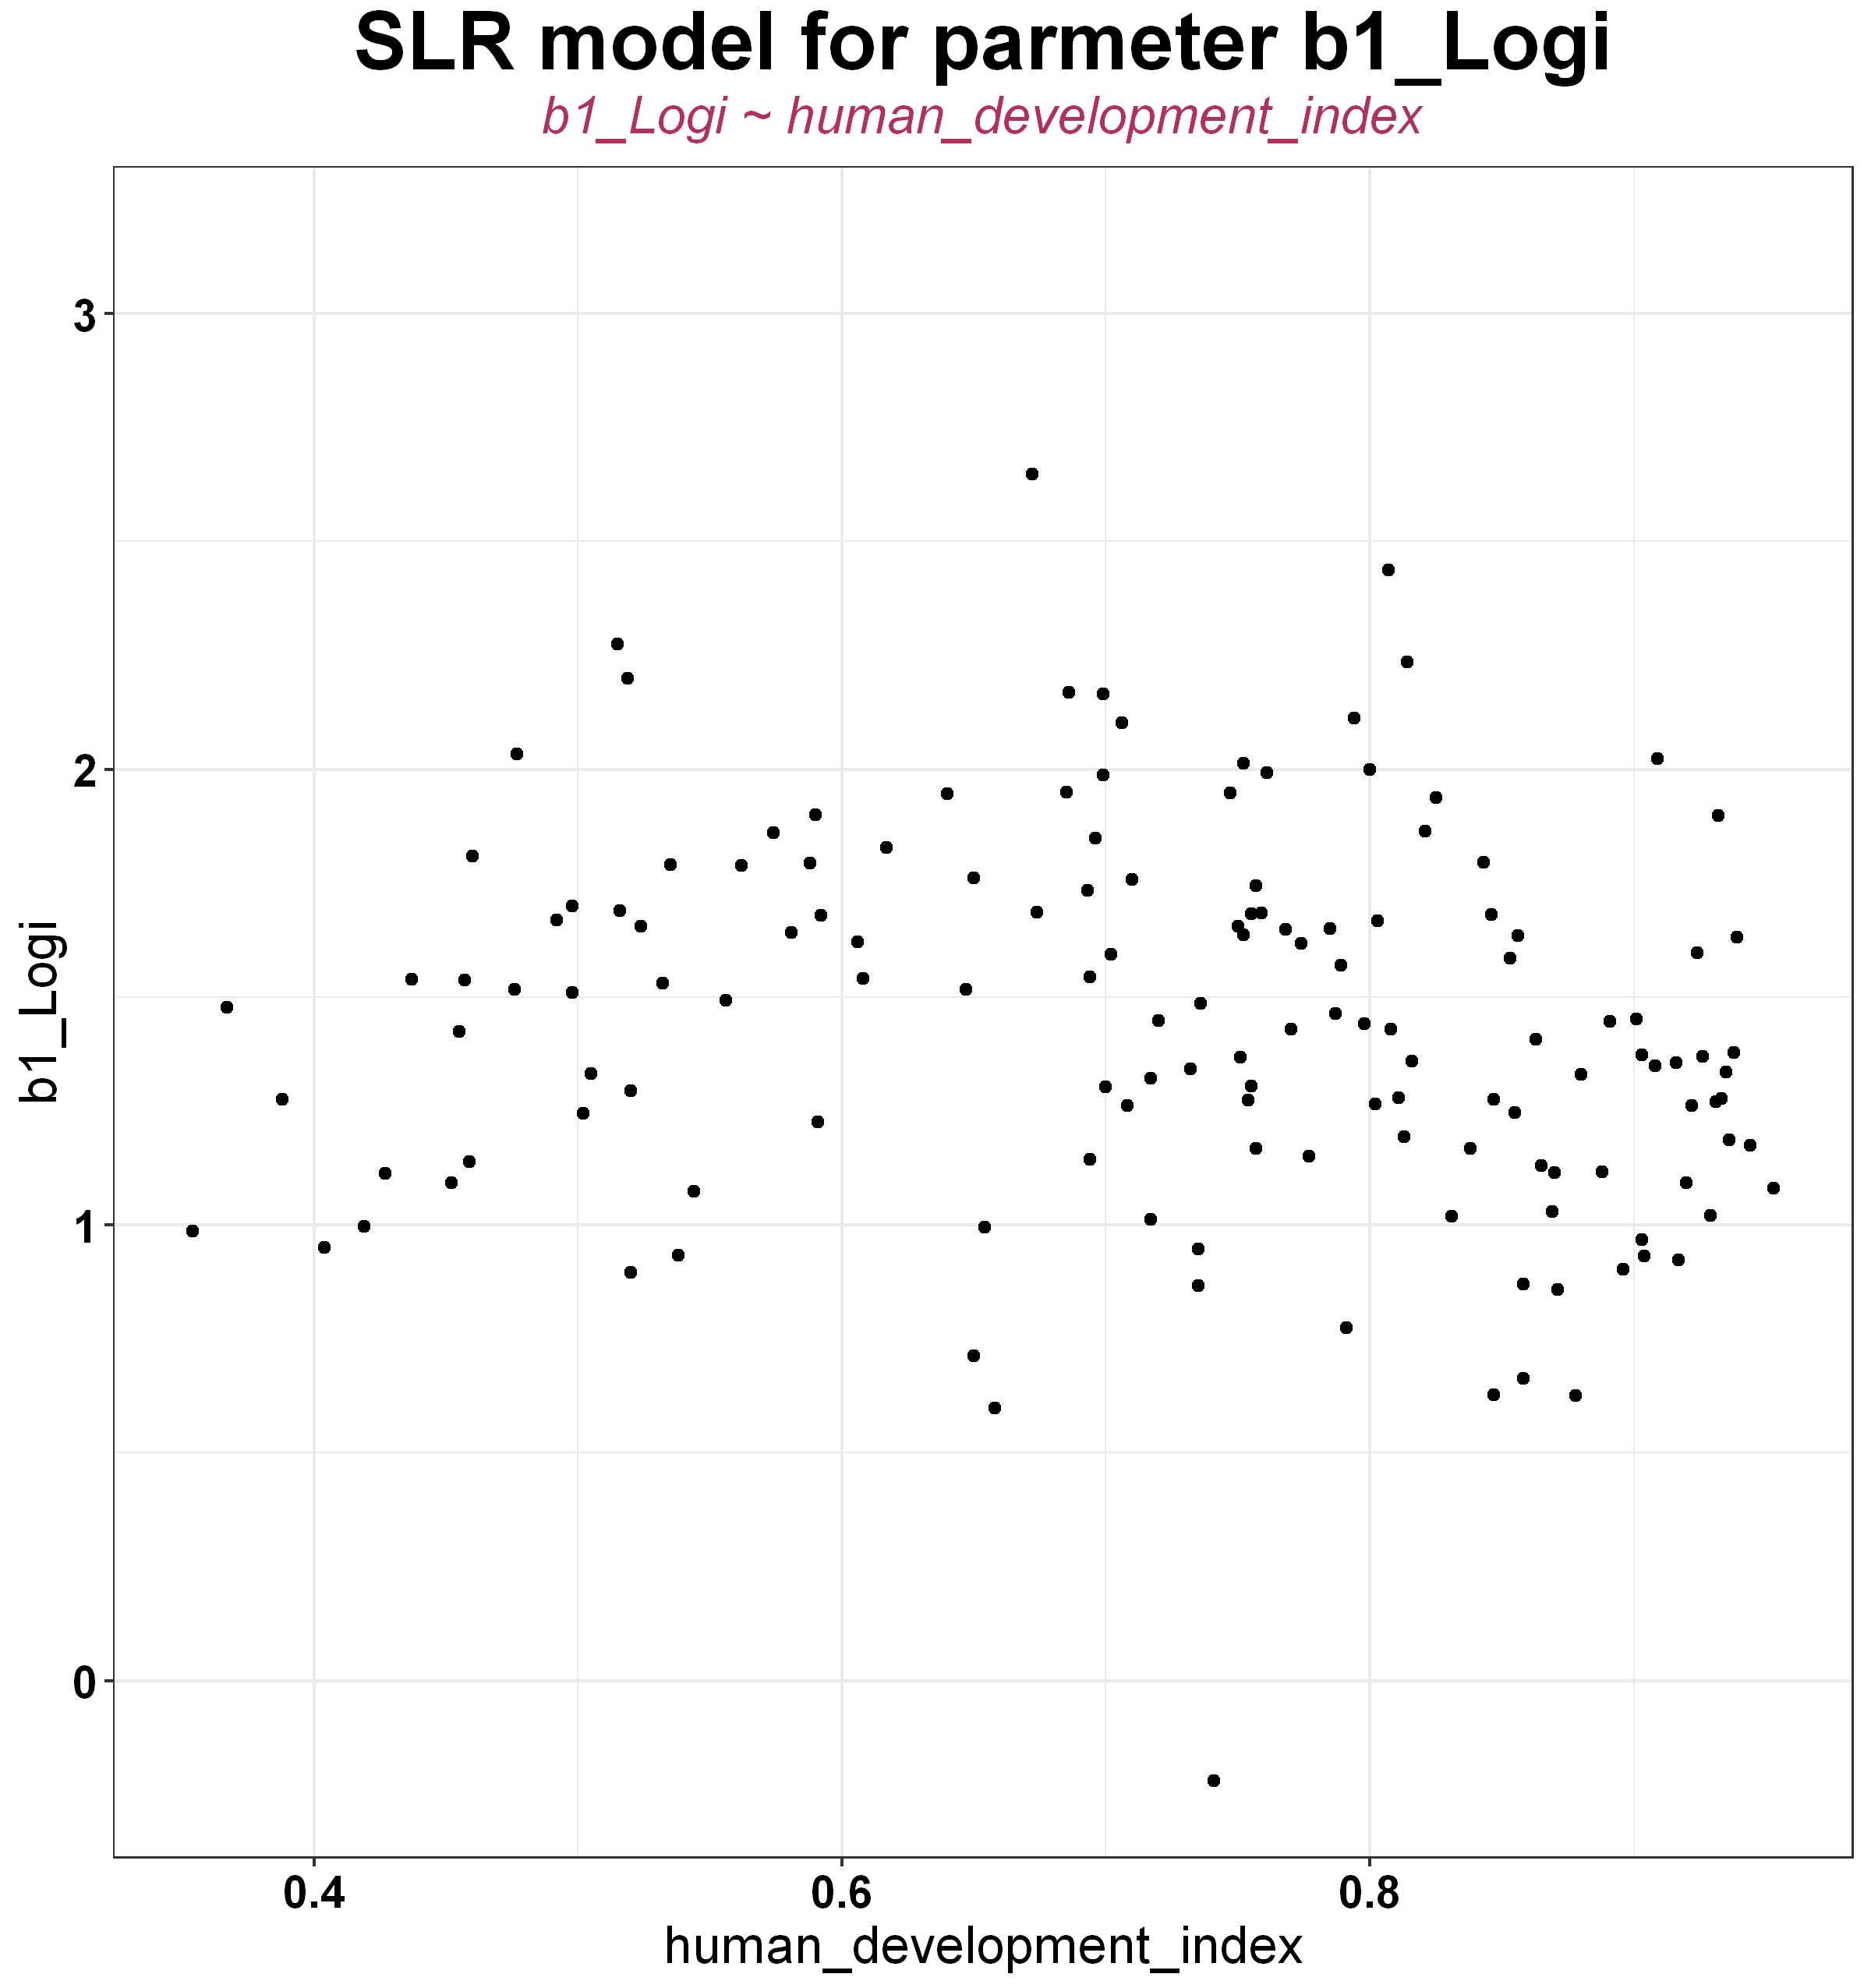 SLR model for parmeter b1_Logi
b1_Logi ~ human_development_index
3
2
1
0
b1_Logi
0.4 0.6 0.8
human_development_index